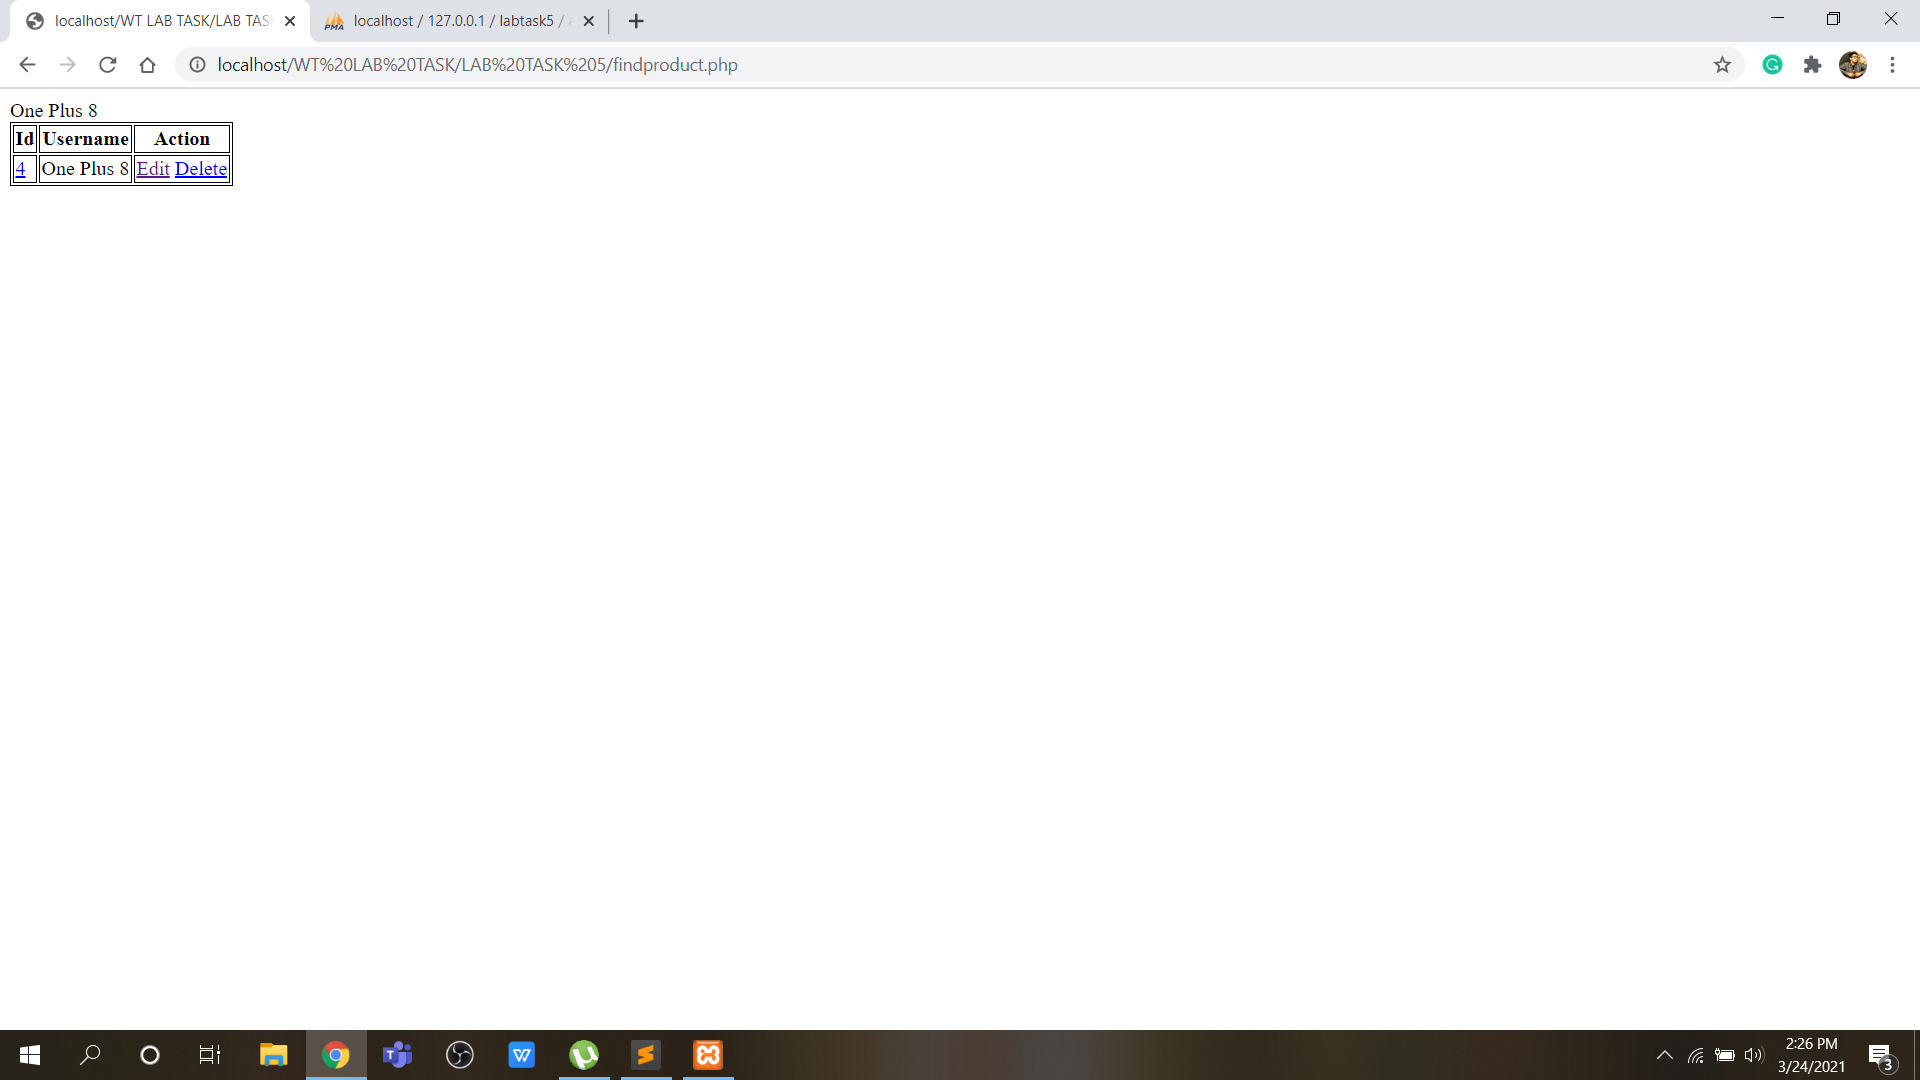 localhost/WT LAB TASK/LAB TAS
localhost / 127.0.0.1 / labtask5 /
localhost/WT%20LAB%20TASK/LAB%20TASK%205/findproduct.php
One Plus 8
Id Username Action
4 One Plus 8 Edit Delete
2:26 PM
3/24/2021
3